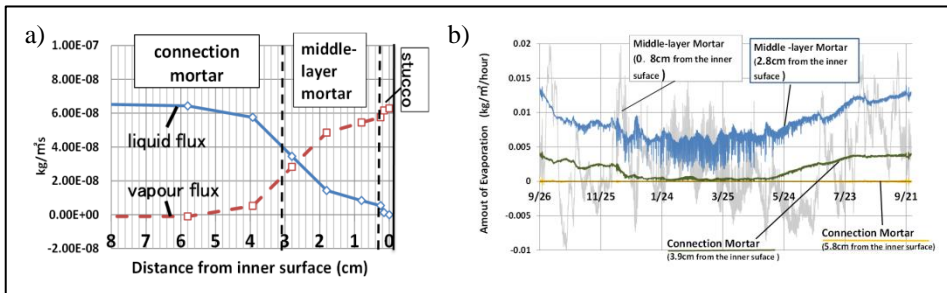 a)
1.00E-07
8.00E-08
6.00E-08
4.00E-08
2.00E-08
0.00E+00
-2.00E-08
kg/m²s
connection
mortar
middle-
layer
mortar
stucco
liquid flux
vapour flux
8 7 6 5 4 3 2 1 0
Distance from inner surface (cm)
b)
0.02
0.015
0.01
0.005
0
-0.005
-0.01
Amout of Evaporation (kg/㎡/hour)
Middle-layer Mortar
(0. 8cm from the inner
suface )
Middle -layer Mortar
(2.8cm from the inner
suface)
9/26 11/25 1/24 3/25 5/24 7/23 9/21
Connection Mortar
(3.9cm from the inner suface )
Connection Mortar
(5.8cm from the inner surface)